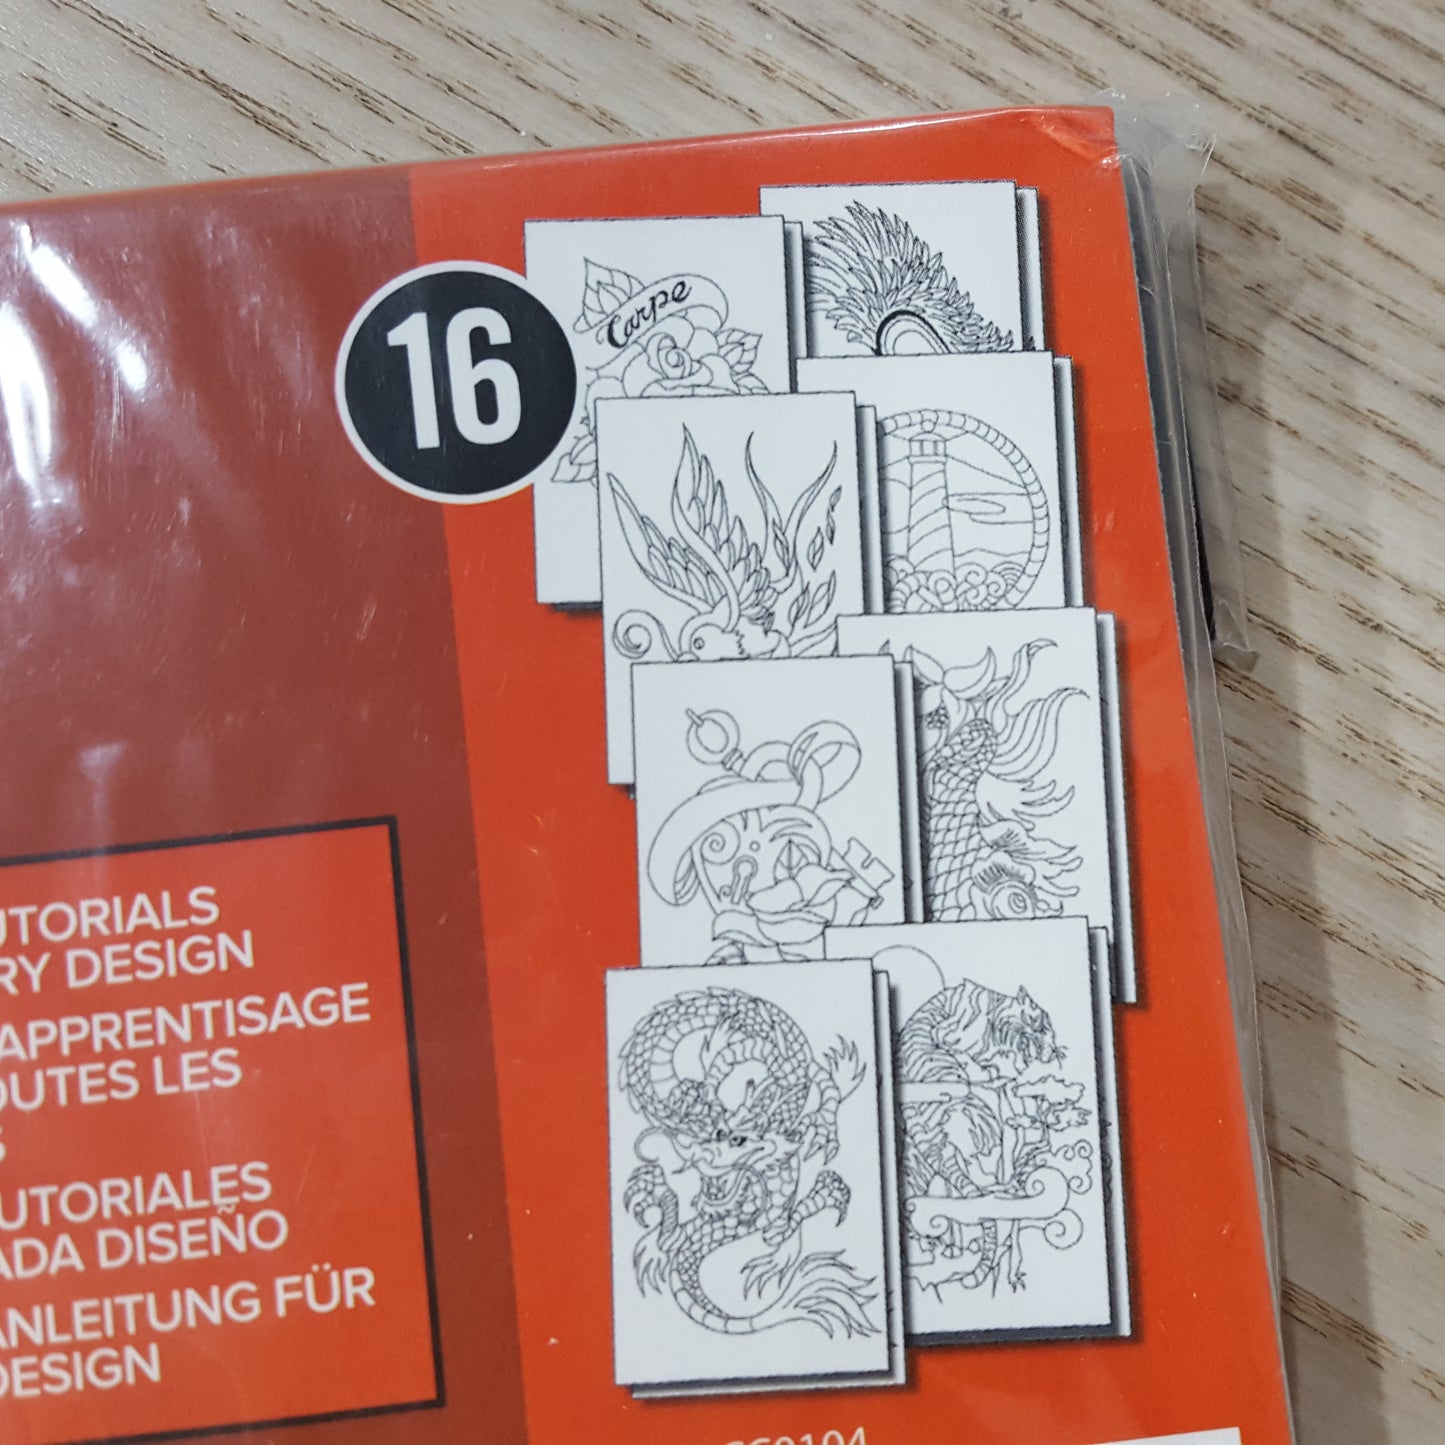 16
Carpe
UTORIALS
RY DESIGN
APPRENTISAGE
OUTES LES
S
UTORIALES
ADA DISEÑO
ANLEITUNG FÜR
DESIGN